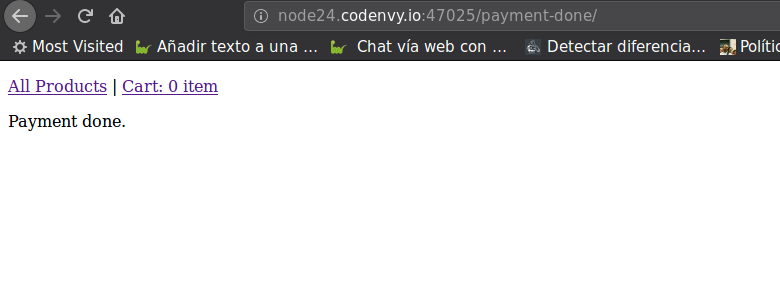 node24.codenvy.io:47025/payment-done/
Most Visited Añadir texto a una ... Chat vía web con ... Detectar diferencia... Polític
All Products | Cart: 0 item
Payment done.